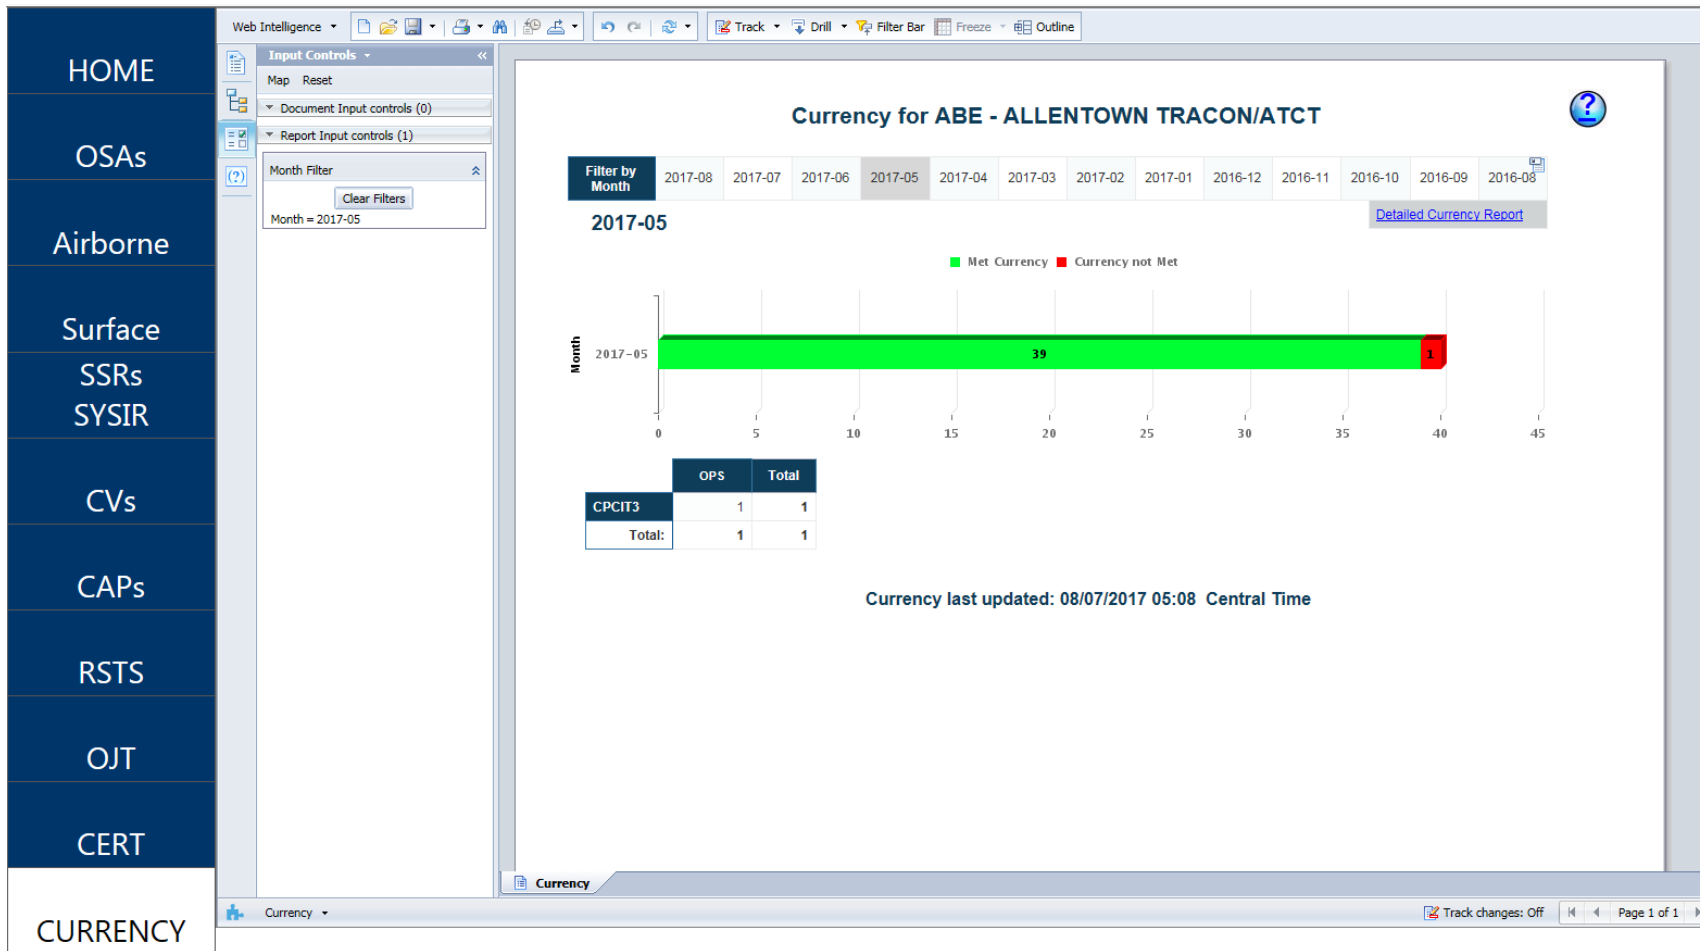 HOME
OSAs
Airborne
Surface
SSRs
SYSIR
CVs
CAPs
RSTS
OJT
CERT
CURRENCY
Web Intelligence
Track Drill Filter Bar Freeze Outline
Input Controls
Map Reset
Document Input controls (0)
Report Input controls (1)
Month Filter
Clear Filters
Month = 2017-05
(?)
Currency for ABE - ALLENTOWN TRACON/ATCT
?
Filter by Month 2017-08 2017-07 2017-06 2017-05 2017-04 2017-03 2017-02 2017-01 2016-12 2016-11 2016-10 2016-09 2016-08
2017-05
Detailed Currency Report
Met Currency Currency not Met
Month
2017-05 39 1
0 5 10 15 20 25 30 35 40 45
OPS Total
CPCIT3 1 1
Total: 1 1
Currency last updated: 08/07/2017 05:08 Central Time
Currency
Currency
Track changes: Off Page 1 of 1